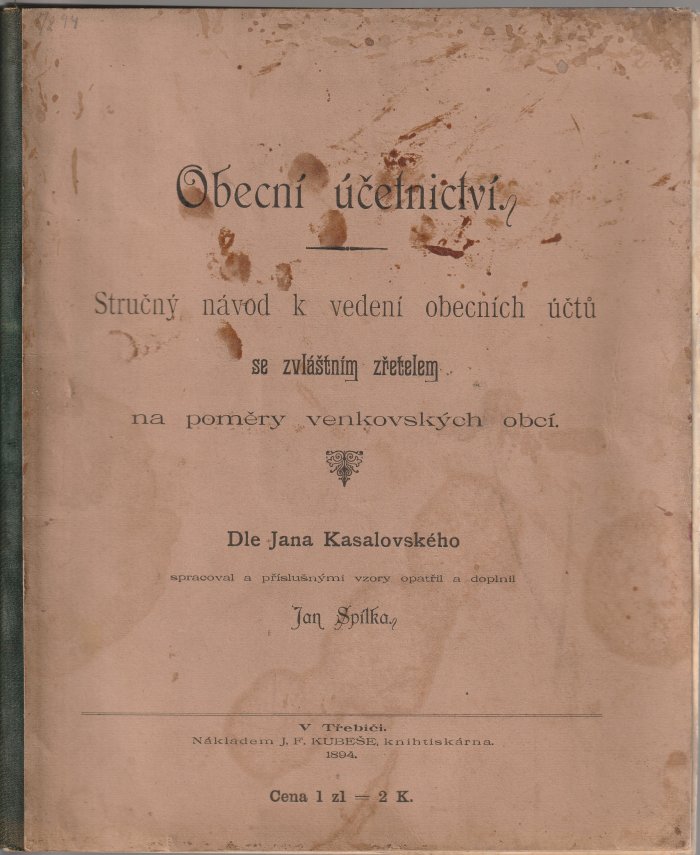 Obecní účetnictví.
Stručný návod k vedení obecních účtů
se zvláštním zřetelem
na poměry venkovských obcí.
Dle Jana Kasalovského
spracoval a příslušnými vzory opatřil a doplnil
Jan Spilka.
V Třebíči.
Nákladem J. F. KUBEŠE, knihtiskárna.
1894.
Cena 1 zl = 2 K.